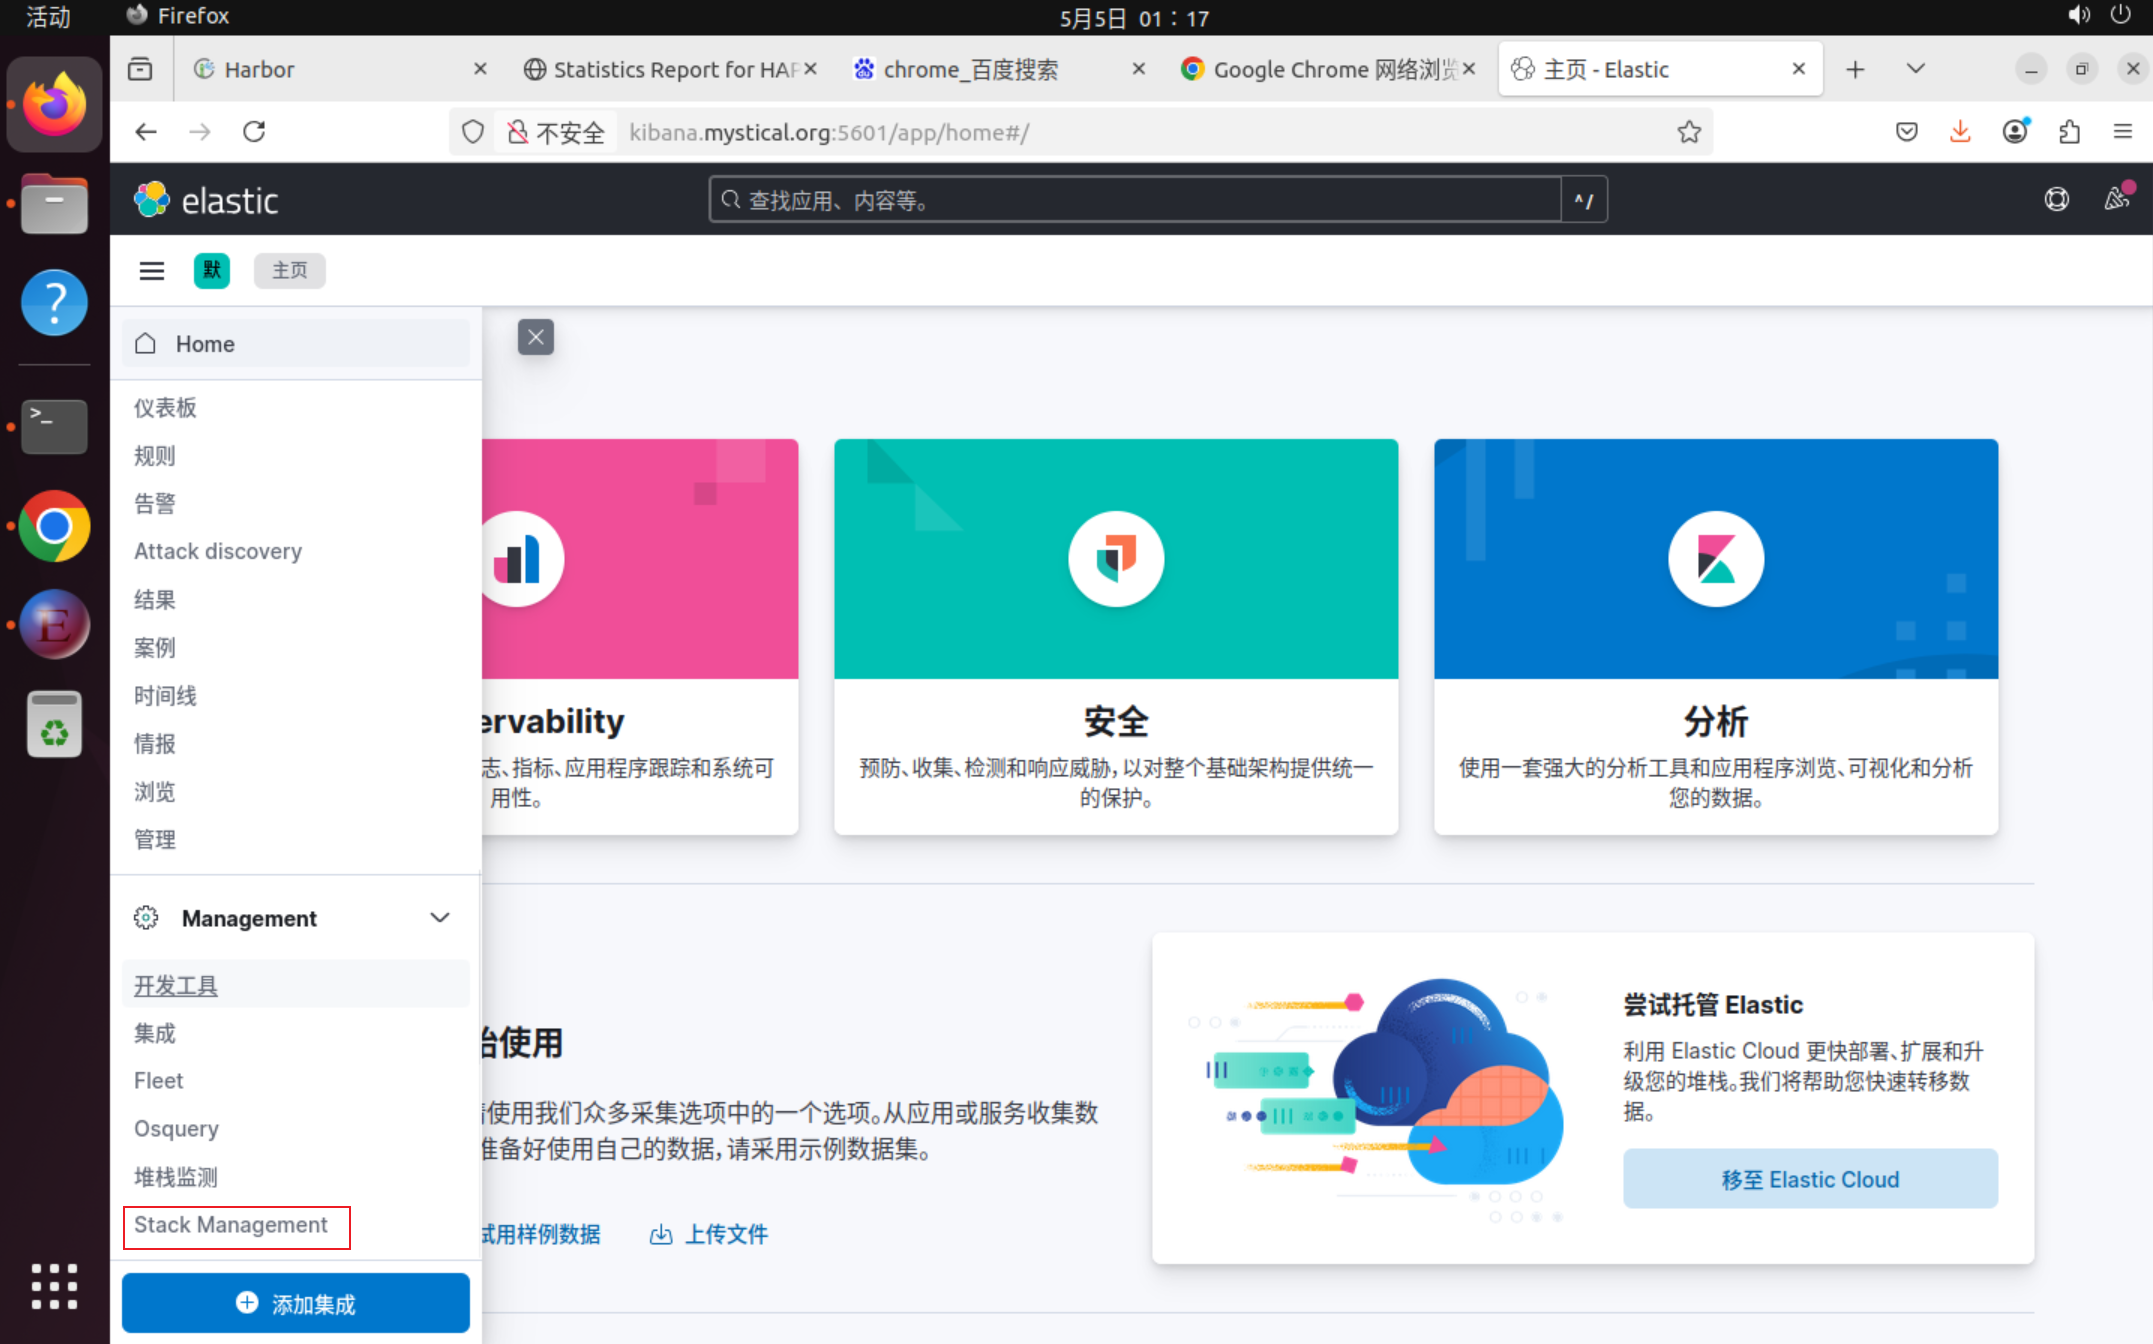 活动
Firefox
5月5日 01：17
Harbor
Statistics Report for HAP
chrome_百度搜索
Google Chrome 网络浏览
主页 - Elastic
不安全
kibana.mystical.org:5601/app/home#/
elastic
查找应用、内容等。
^/
默
主页
Home
仪表板
规则
告警
Attack discovery
结果
案例
时间线
情报
浏览
管理
Management
开发工具
集成
Fleet
Osquery
堆栈监测
Stack Management
添加集成
ervability
志、指标、应用程序跟踪和系统可
用性。
安全
预防、收集、检测和响应威胁，以对整个基础架构提供统一
的保护。
分析
使用一套强大的分析工具和应用程序浏览、可视化和分析
您的数据。
始使用
使用我们众多采集选项中的一个选项。从应用或服务收集数
准备好使用自己的数据，请采用示例数据集。
试用样例数据
上传文件
尝试托管 Elastic
利用 Elastic Cloud 更快部署、扩展和升
级您的堆栈。我们将帮助您快速转移数
据。
移至 Elastic Cloud